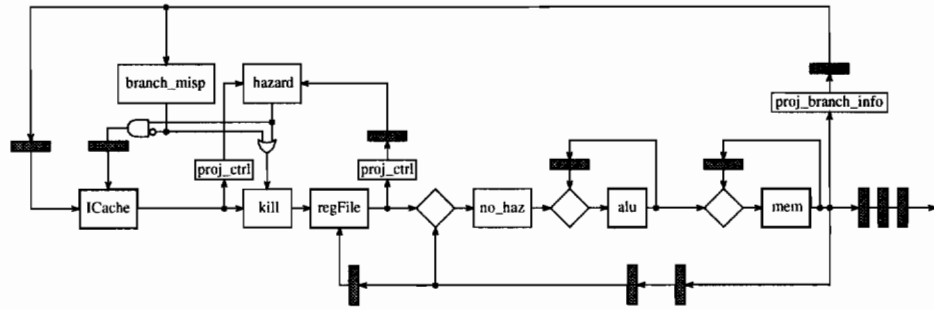 branch_misp
hazard
proj_branch_info
proj_ctrl
proj_ctrl
ICache
kill
regFile
no_haz
alu
mem